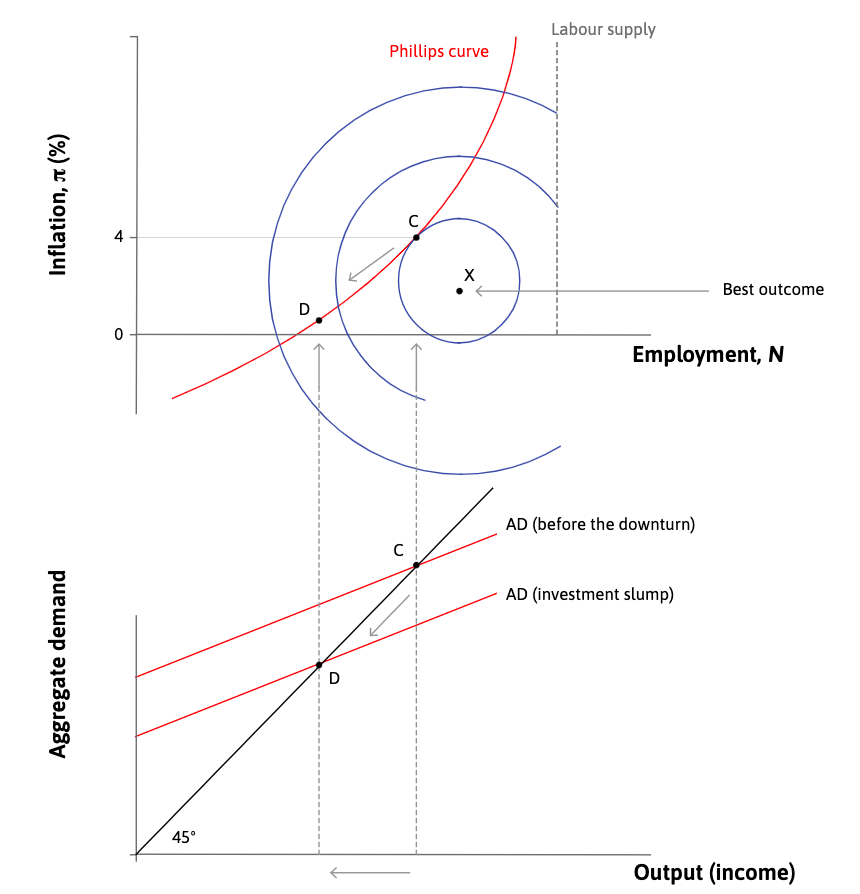 Labour supply
Phillips curve
Inflation, π (%)
C
4
X
Best outcome
D
0
Employment, N
AD (before the downturn)
C
AD (investment slump)
Aggregate demand
D
45°
Output (income)